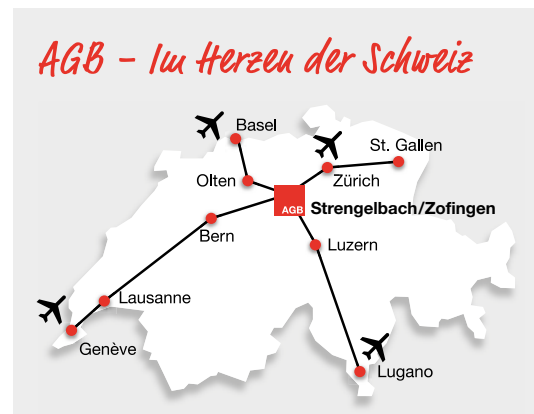 AGB – Im Herzen der Schweiz
Basel
St. Gallen
Olten
Zürich
AGB
Strengelbach/Zofingen
Bern
Luzern
Lausanne
Genève
Lugano